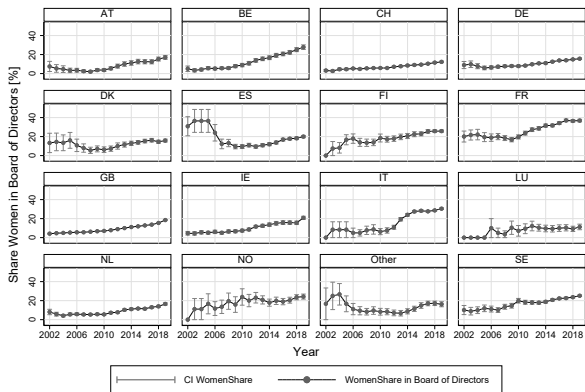 AT BE CH DE
40
20
0
DK ES FI FR
40
20
0
GB IE IT LU
40
20
0
NL NO Other SE
40
20
0
2002 2006 2010 2014 2018 2002 2006 2010 2014 2018 2002 2006 2010 2014 2018 2002 2006 2010 2014 2018
Share Women in Board of Directors [%]
Year
CI WomenShare WomenShare in Board of Directors